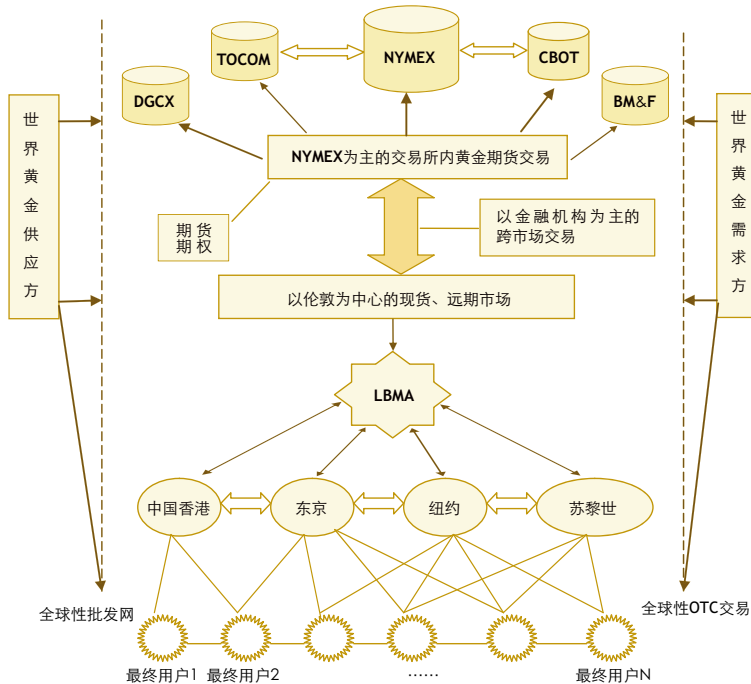 TOCOM
NYMEX
CBOT
DGCX
BM&F
世界黄金供应方
世界黄金需求方
NYMEX为主的交易所内黄金期货交易
期货
期权
以金融机构为主的
跨市场交易
以伦敦为中心的现货、远期市场
LBMA
中国香港
东京
纽约
苏黎世
全球性批发网
全球性OTC交易
最终用户1
最终用户2
……
最终用户N